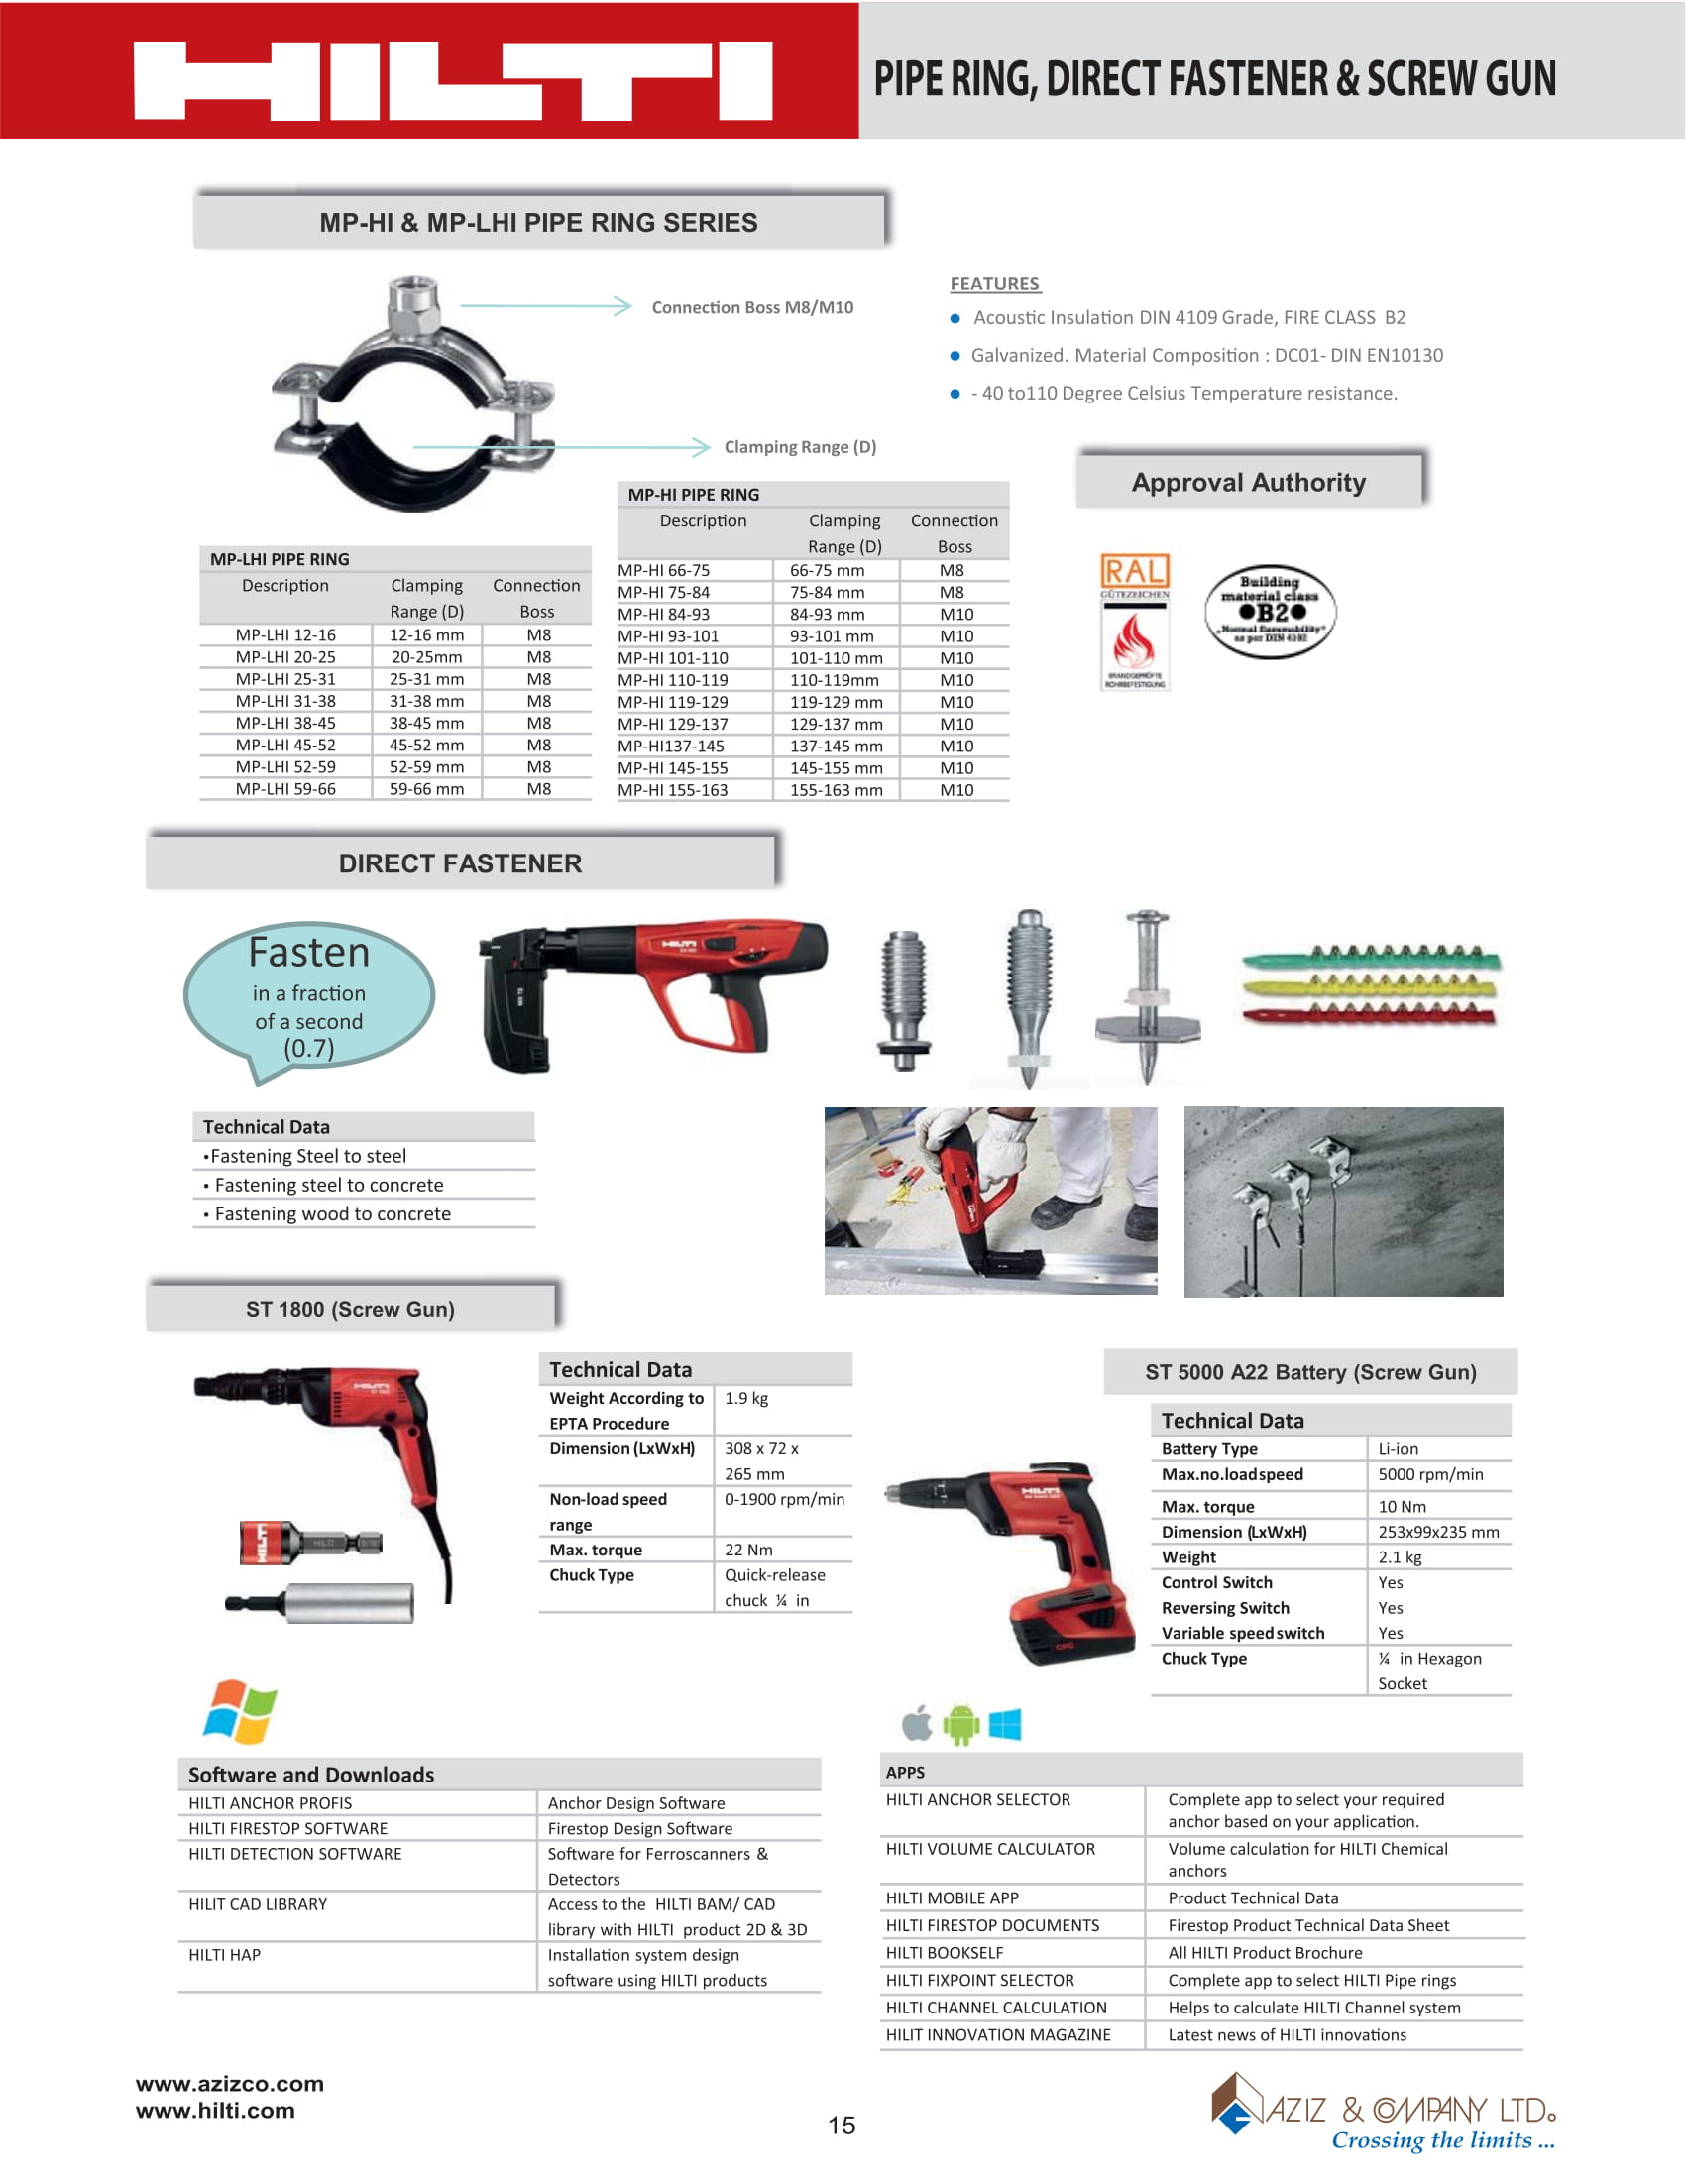 HILTI
PIPE RING, DIRECT FASTENER & SCREW GUN
MP-HI & MP-LHI PIPE RING SERIES
Connection Boss M8/M10
Clamping Range (D)
FEATURES
● Acoustic Insulation DIN 4109 Grade, FIRE CLASS B2
● Galvanized. Material Composition : DC01- DIN EN10130
● - 40 to110 Degree Celsius Temperature resistance.
Approval Authority
RAL
GÜTEZEICHEN
BRANDGEPRÜFTE
ROHRBEFESTIGUNG
Building
material class
●B2●
„Normal flammability“
as per DIN 4102
MP-LHI PIPE RING
Description Clamping Connection
Range (D) Boss
MP-LHI 12-16 12-16 mm M8
MP-LHI 20-25 20-25mm M8
MP-LHI 25-31 25-31 mm M8
MP-LHI 31-38 31-38 mm M8
MP-LHI 38-45 38-45 mm M8
MP-LHI 45-52 45-52 mm M8
MP-LHI 52-59 52-59 mm M8
MP-LHI 59-66 59-66 mm M8
MP-HI PIPE RING
Description Clamping Connection
Range (D) Boss
MP-HI 66-75 66-75 mm M8
MP-HI 75-84 75-84 mm M8
MP-HI 84-93 84-93 mm M10
MP-HI 93-101 93-101 mm M10
MP-HI 101-110 101-110 mm M10
MP-HI 110-119 110-119mm M10
MP-HI 119-129 119-129 mm M10
MP-HI 129-137 129-137 mm M10
MP-HI137-145 137-145 mm M10
MP-HI 145-155 145-155 mm M10
MP-HI 155-163 155-163 mm M10
DIRECT FASTENER
Fasten
in a fraction
of a second
(0.7)
HILTI
MX 72
Technical Data
•Fastening Steel to steel
• Fastening steel to concrete
• Fastening wood to concrete
ST 1800 (Screw Gun)
HILTI
HILTI
HILTI
Technical Data
Weight According to 1.9 kg
EPTA Procedure
Dimension (LxWxH) 308 x 72 x
265 mm
Non-load speed 0-1900 rpm/min
range
Max. torque 22 Nm
Chuck Type Quick-release
chuck ¼ in
ST 5000 A22 Battery (Screw Gun)
HILTI
CPC
Technical Data
Battery Type Li-ion
Max.no.loadspeed 5000 rpm/min
Max. torque 10 Nm
Dimension (LxWxH) 253x99x235 mm
Weight 2.1 kg
Control Switch Yes
Reversing Switch Yes
Variable speed switch Yes
Chuck Type ¼ in Hexagon
Socket
Software and Downloads
HILTI ANCHOR PROFIS Anchor Design Software
HILTI FIRESTOP SOFTWARE Firestop Design Software
HILTI DETECTION SOFTWARE Software for Ferroscanners &
Detectors
HILIT CAD LIBRARY Access to the HILTI BAM/ CAD
library with HILTI product 2D & 3D
HILTI HAP Installation system design
software using HILTI products
APPS
HILTI ANCHOR SELECTOR Complete app to select your required
anchor based on your application.
HILTI VOLUME CALCULATOR Volume calculation for HILTI Chemical
anchors
HILTI MOBILE APP Product Technical Data
HILTI FIRESTOP DOCUMENTS Firestop Product Technical Data Sheet
HILTI BOOKSELF All HILTI Product Brochure
HILTI FIXPOINT SELECTOR Complete app to select HILTI Pipe rings
HILTI CHANNEL CALCULATION Helps to calculate HILTI Channel system
HILIT INNOVATION MAGAZINE Latest news of HILTI innovations
www.azizco.com
www.hilti.com
15
AZIZ & COMPANY LTD.
Crossing the limits ...